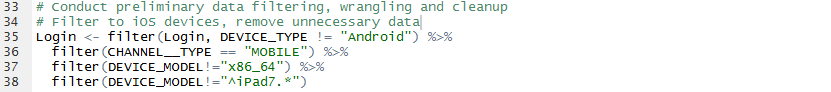 33 # Conduct preliminary data filtering, wrangling and cleanup
34 # Filter to iOS devices, remove unnecessary data
35 Login <- filter(Login, DEVICE_TYPE != "Android") %>%
36   filter(CHANNEL__TYPE == "MOBILE") %>%
37   filter(DEVICE_MODEL!="x86_64") %>%
38   filter(DEVICE_MODEL!="^iPad7.*")